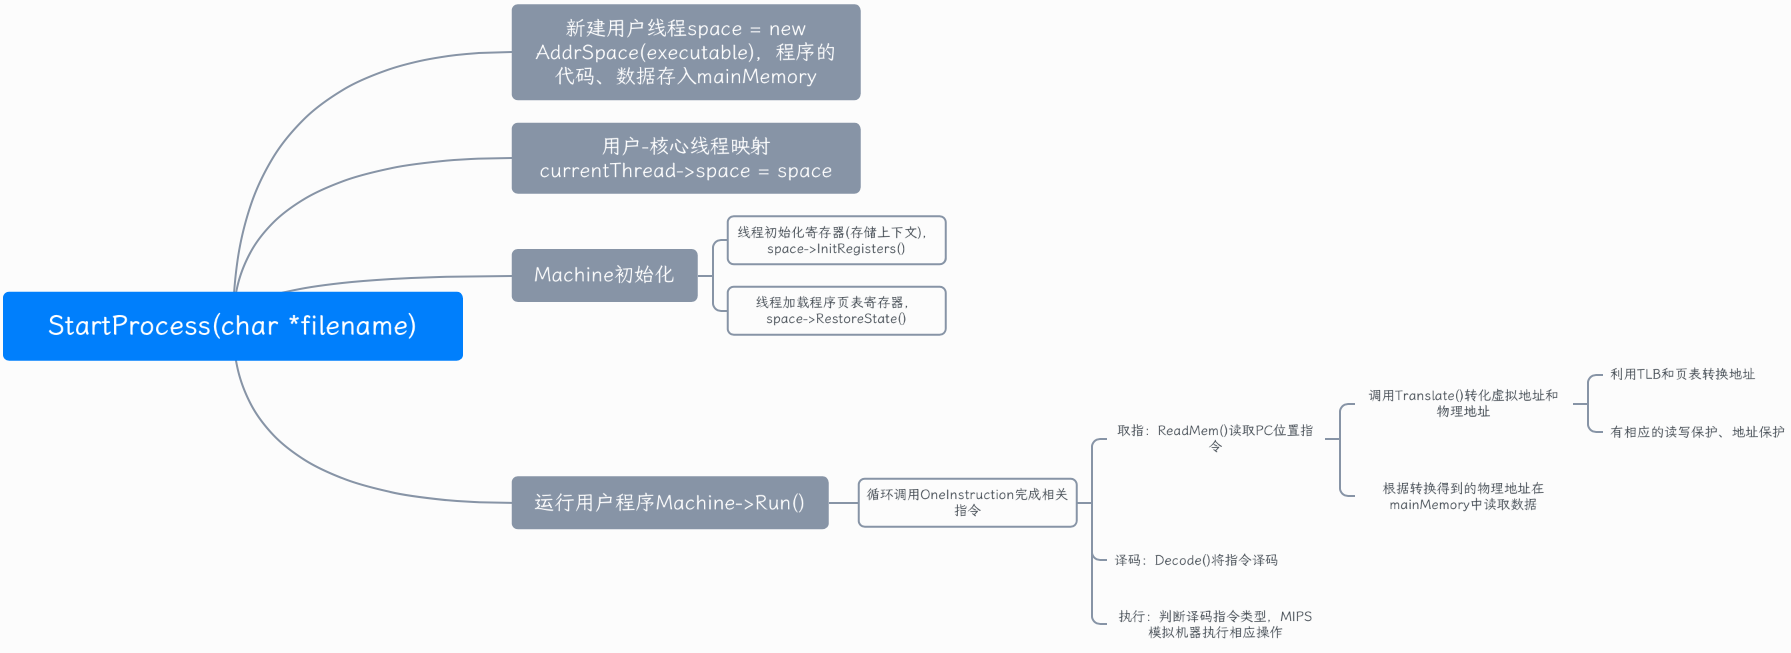 新建用户线程space = new
AddrSpace(executable)，程序的
代码、数据存入mainMemory
用户-核心线程映射
currentThread->space = space
Machine初始化
线程初始化寄存器(存储上下文)，
space->InitRegisters()
线程加载程序页表寄存器，
space->RestoreState()
StartProcess(char *filename)
运行用户程序Machine->Run()
循环调用OneInstruction完成相关
指令
取指：ReadMem()读取PC位置指
令
调用Translate()转化虚拟地址和
物理地址
利用TLB和页表转换地址
有相应的读写保护、地址保护
根据转换得到的物理地址在
mainMemory中读取数据
译码：Decode()将指令译码
执行：判断译码指令类型，MIPS
模拟机器执行相应操作